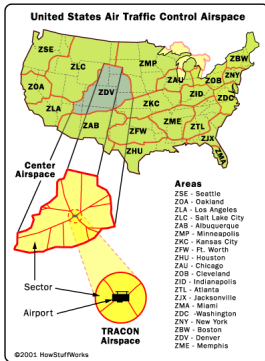 United States Air Traffic Control Airspace
ZSE
ZLC
ZMP
ZBW
ZNY
ZOA
ZDV
ZAU
ZOB
ZID
ZDC
ZLA
ZKC
ZAB
ZFW
ZME
ZTL
ZJX
ZHU
ZMA
Center
Airspace
Sector
Airport
TRACON
Airspace
Areas
ZSE - Seattle
ZOA - Oakland
ZLA - Los Angeles
ZLC - Salt Lake City
ZAB - Albuquerque
ZMP - Minneapolis
ZKC - Kansas City
ZFW - Ft. Worth
ZHU - Houston
ZAU - Chicago
ZOB - Cleveland
ZID - Indianapolis
ZTL - Atlanta
ZJX - Jacksonville
ZMA - Miami
ZDC -Washington
ZNY - New York
ZBW - Boston
ZDV - Denver
ZME - Memphis
©2001 HowStuffWorks